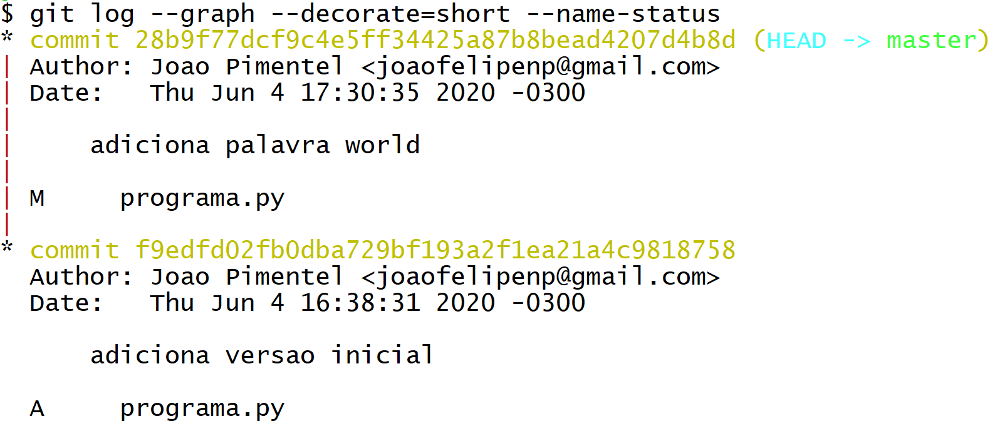 $ git log --graph --decorate=short --name-status
* commit 28b9f77dcf9c4e5ff34425a87b8bead4207d4b8d (HEAD -> master)
| Author: Joao Pimentel <joaofelipenp@gmail.com>
| Date:   Thu Jun 4 17:30:35 2020 -0300
|
|     adiciona palavra world
|
| M     programa.py
|
* commit f9edfd02fb0dba729bf193a2f1ea21a4c9818758
  Author: Joao Pimentel <joaofelipenp@gmail.com>
  Date:   Thu Jun 4 16:38:31 2020 -0300
      adiciona versao inicial
  A     programa.py